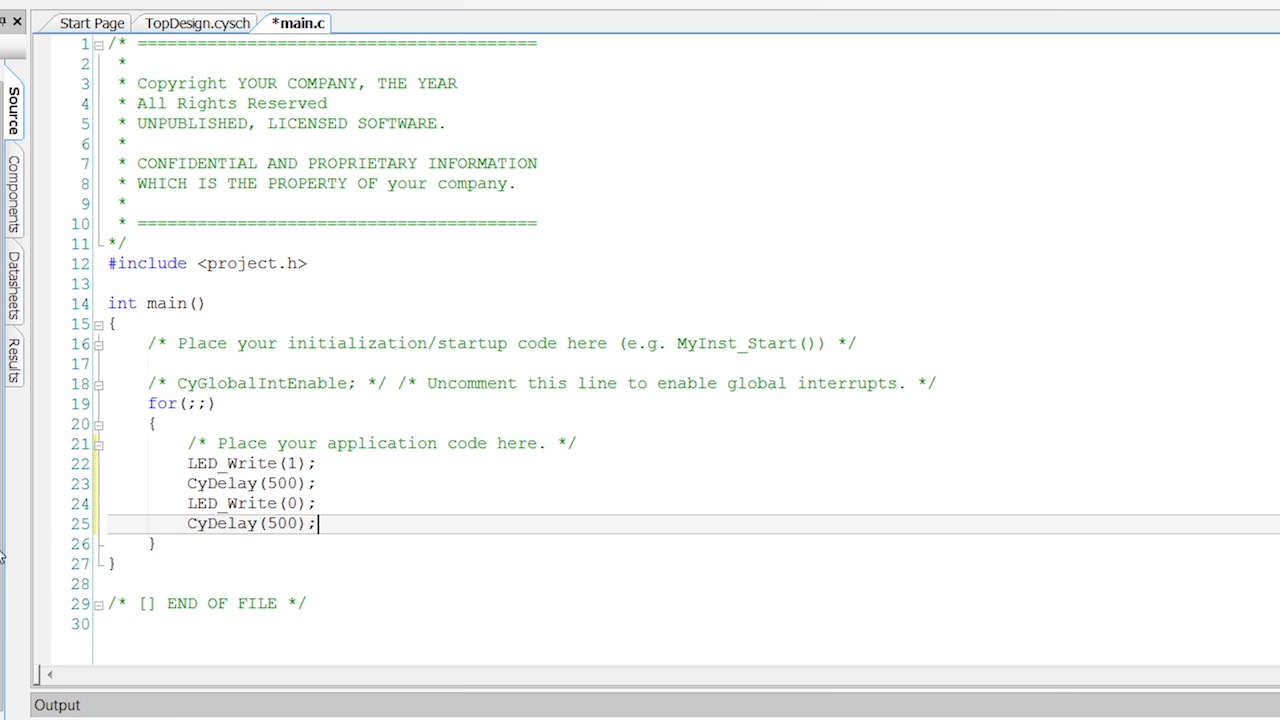 Start Page TopDesign.cysch *main.c
Source
Components
Datasheets
Results
1 /* ========================================
2 *
3 * Copyright YOUR COMPANY, THE YEAR
4 * All Rights Reserved
5 * UNPUBLISHED, LICENSED SOFTWARE.
6 *
7 * CONFIDENTIAL AND PROPRIETARY INFORMATION
8 * WHICH IS THE PROPERTY OF your company.
9 *
10 * ========================================
11 */
12 #include <project.h>
13
14 int main()
15 {
16 /* Place your initialization/startup code here (e.g. MyInst_Start()) */
17
18 /* CyGlobalIntEnable; */ /* Uncomment this line to enable global interrupts. */
19 for(;;)
20 {
21 /* Place your application code here. */
22 LED_Write(1);
23 CyDelay(500);
24 LED_Write(0);
25 CyDelay(500);
26 }
27 }
28
29 /* [] END OF FILE */
30
Output